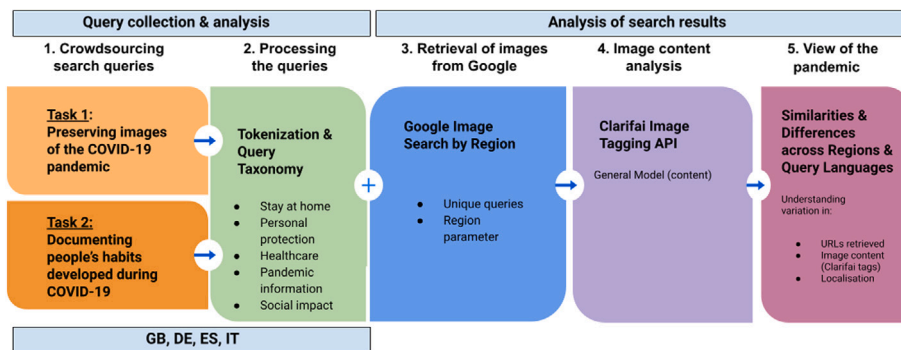 Query collection & analysis
Analysis of search results
1. Crowdsourcing
search queries
2. Processing
the queries
3. Retrieval of images
from Google
4. Image content
analysis
5. View of the
pandemic
Task 1:
Preserving images
of the COVID-19
pandemic
Task 2:
Documenting
people's habits
developed during
COVID-19
Tokenization &
Query
Taxonomy
● Stay at home
● Personal
protection
● Healthcare
● Pandemic
information
● Social impact
+
Google Image
Search by Region
● Unique queries
● Region
parameter
Clarifai Image
Tagging API
General Model (content)
Similarities &
Differences
across Regions &
Query Languages
Understanding
variation in:
● URLs retrieved
● Image content
(Clarifai tags)
● Localisation
GB, DE, ES, IT